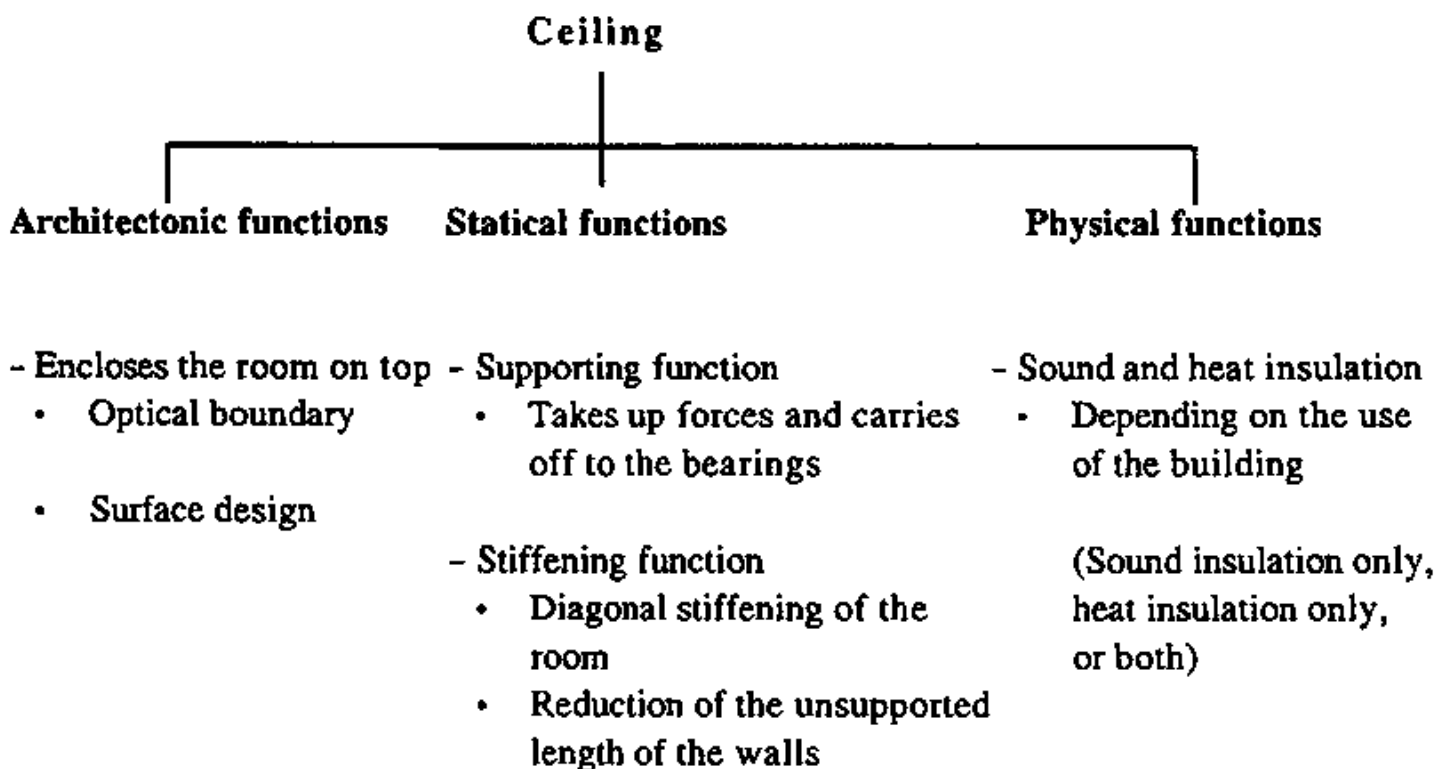 Ceiling
Architectonic functions
Statical functions
Physical functions
– Encloses the room on top
• Optical boundary
• Surface design
– Supporting function
• Takes up forces and carries
off to the bearings
– Stiffening function
• Diagonal stiffening of the
room
• Reduction of the unsupported
length of the walls
– Sound and heat insulation
• Depending on the use
of the building
(Sound insulation only,
heat insulation only,
or both)